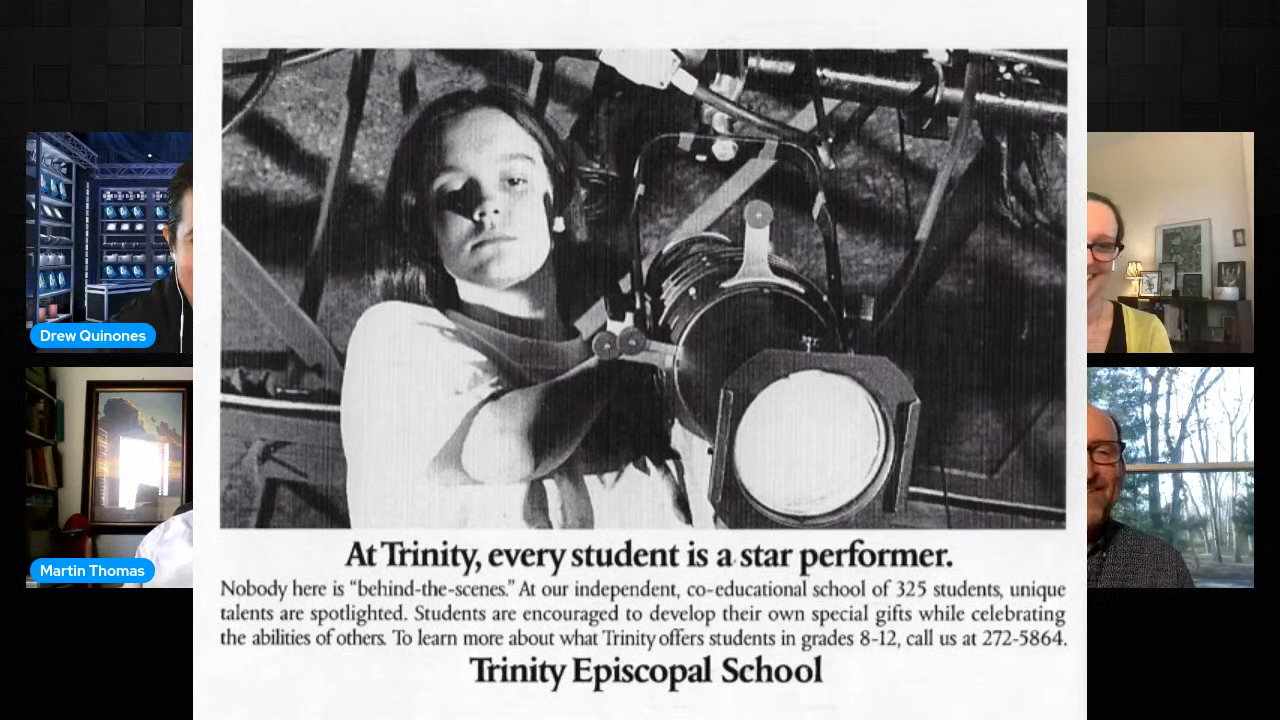 Drew Quinones
Martin Thomas
At Trinity, every student is a star performer.
Nobody here is “behind-the-scenes.” At our independent, co-educational school of 325 students, unique
talents are spotlighted. Students are encouraged to develop their own special gifts while celebrating
the abilities of others. To learn more about what Trinity offers students in grades 8-12, call us at 272-5864.
Trinity Episcopal School